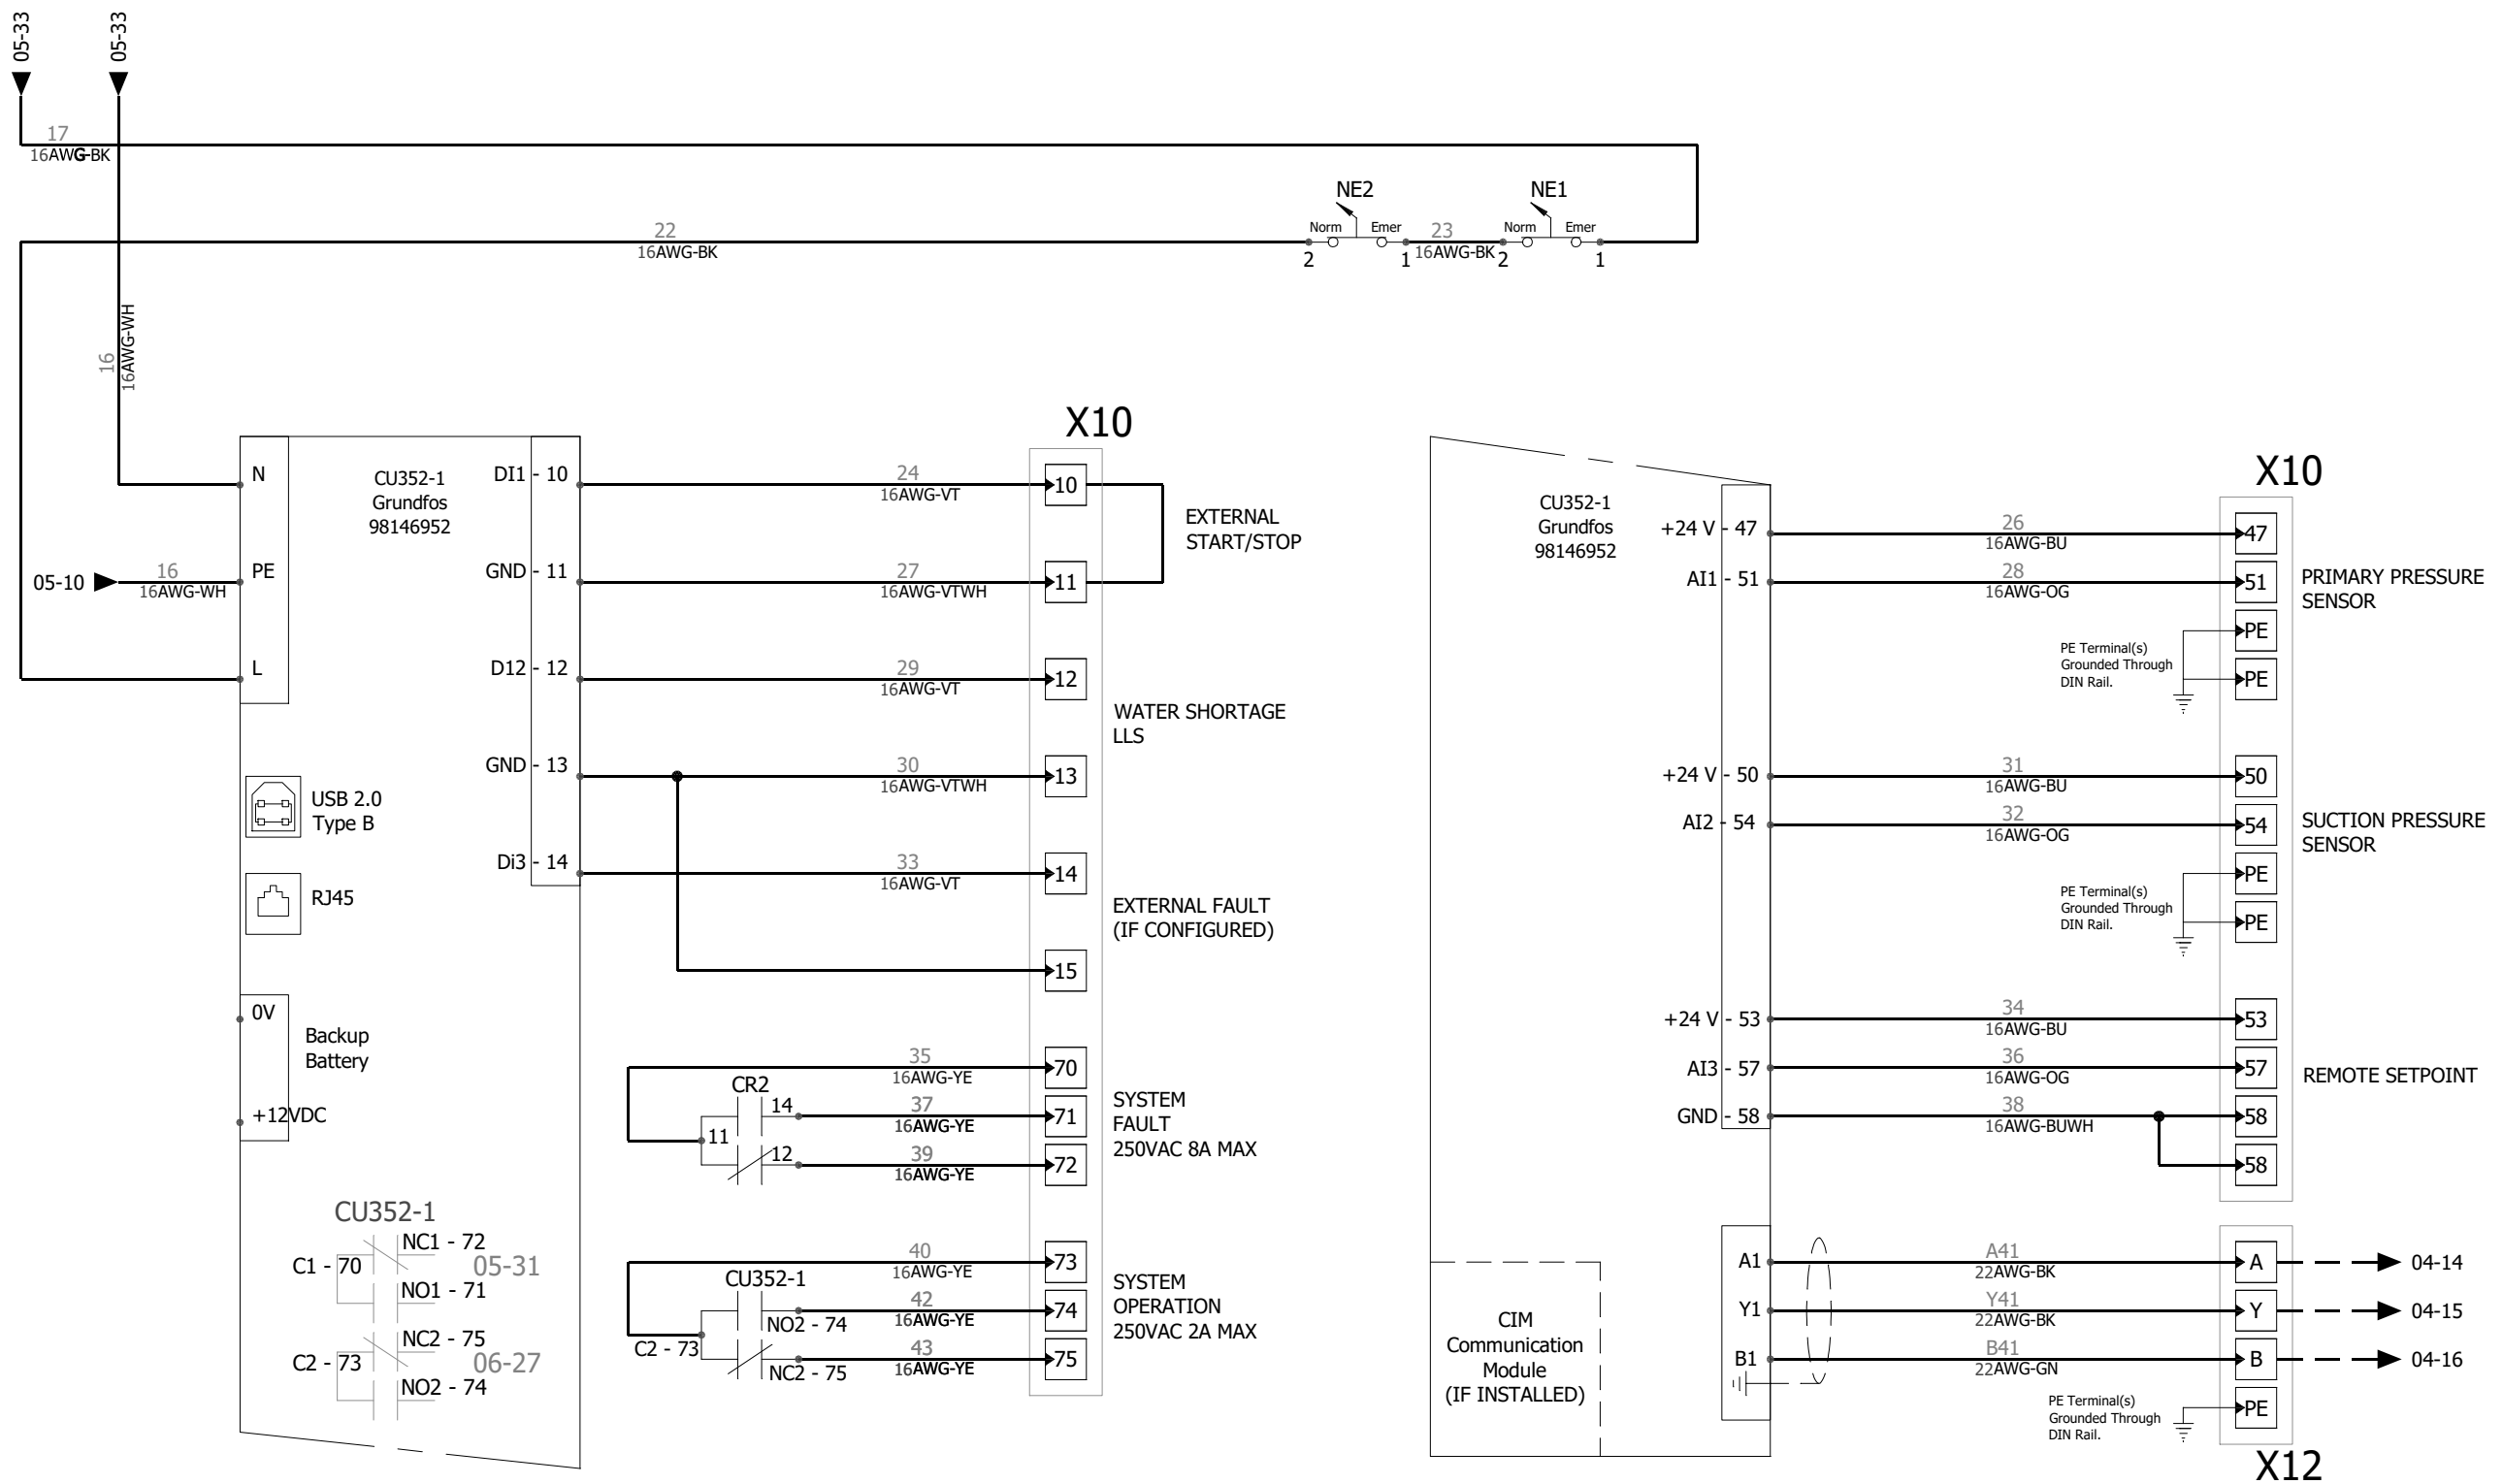 05-33
05-33
17
16AWG-BK
NE2
NE1
Norm
Emer
Norm
Emer
22
16AWG-BK
23
16AWG-BK
2
1
2
1
16
16AWG-WH
X10
N
CU352-1
Grundfos
98146952
DI1 - 10
24
16AWG-VT
10
EXTERNAL
START/STOP
05-10
16
16AWG-WH
PE
GND - 11
27
16AWG-VTWH
11
L
D12 - 12
29
16AWG-VT
12
WATER SHORTAGE
LLS
GND - 13
30
16AWG-VTWH
13
USB 2.0
Type B
Di3 - 14
33
16AWG-VT
14
RJ45
EXTERNAL FAULT
(IF CONFIGURED)
15
0V
Backup
Battery
+12VDC
35
16AWG-YE
70
CR2
14
37
16AWG-YE
71
11
12
39
16AWG-YE
72
SYSTEM
FAULT
250VAC 8A MAX
CU352-1
NC1 - 72
C1 - 70
05-31
NO1 - 71
NC2 - 75
C2 - 73
06-27
NO2 - 74
40
16AWG-YE
73
CU352-1
42
16AWG-YE
74
NO2 - 74
C2 - 73
43
16AWG-YE
75
NC2 - 75
SYSTEM
OPERATION
250VAC 2A MAX
X10
CU352-1
Grundfos
98146952
+24 V - 47
26
16AWG-BU
47
AI1 - 51
28
16AWG-OG
51
PRIMARY PRESSURE
SENSOR
PE
PE Terminal(s)
Grounded Through
DIN Rail.
PE
+24 V - 50
31
16AWG-BU
50
AI2 - 54
32
16AWG-OG
54
SUCTION PRESSURE
SENSOR
PE
PE Terminal(s)
Grounded Through
DIN Rail.
PE
+24 V - 53
34
16AWG-BU
53
AI3 - 57
36
16AWG-OG
57
REMOTE SETPOINT
GND - 58
38
16AWG-BUWH
58
58
CIM
Communication
Module
(IF INSTALLED)
A1
A41
22AWG-BK
A
04-14
Y1
Y41
22AWG-BK
Y
04-15
B1
B41
22AWG-GN
B
04-16
PE Terminal(s)
Grounded Through
DIN Rail.
PE
X12